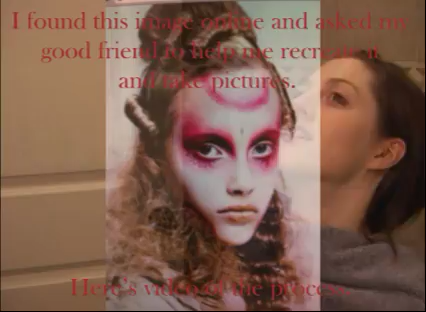 I found this image online and asked my
good friend to help me recreate it
and take pictures.
Here's video of the process.